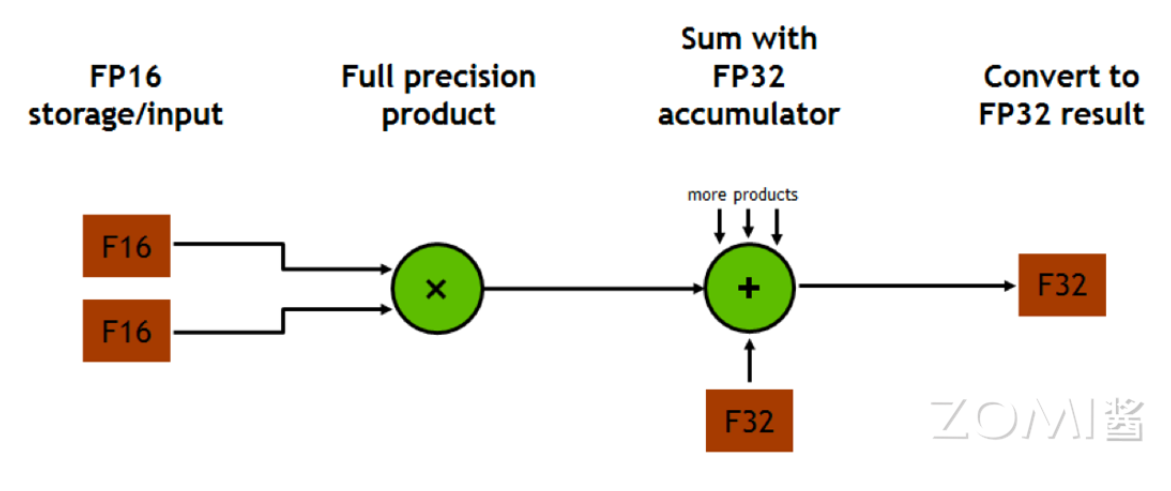 FP16
storage/input
Full precision
product
Sum with
FP32
accumulator
Convert to
FP32 result
more products
F16
F16
×
+
F32
F32
ZOMI酱